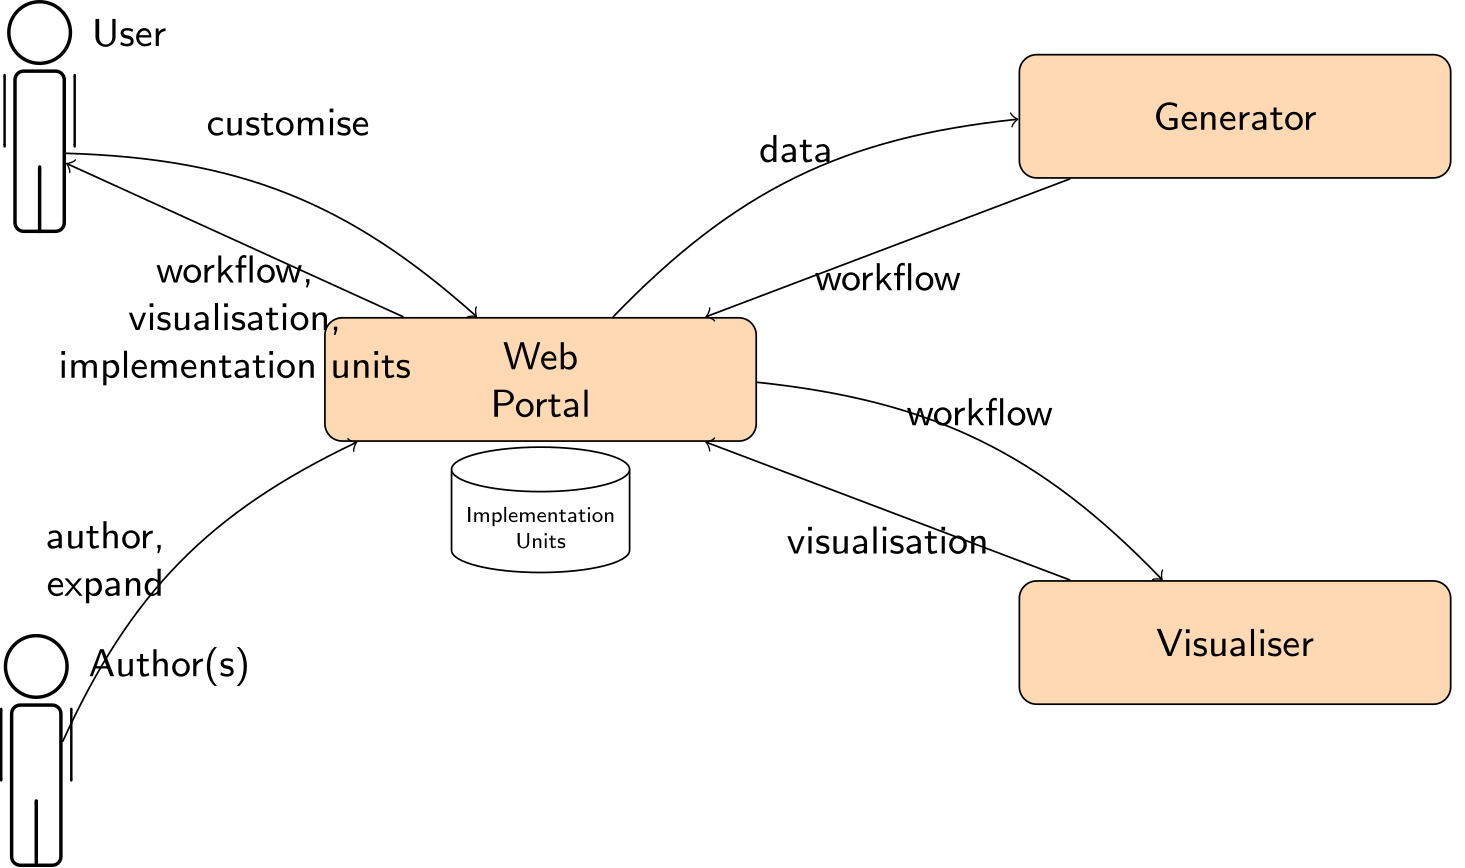 User
customise
data
Generator
workflow,
visualisation,
implementation units
workflow
Web
Portal
workflow
Implementation
Units
author,
expand
visualisation
Author(s)
Visualiser